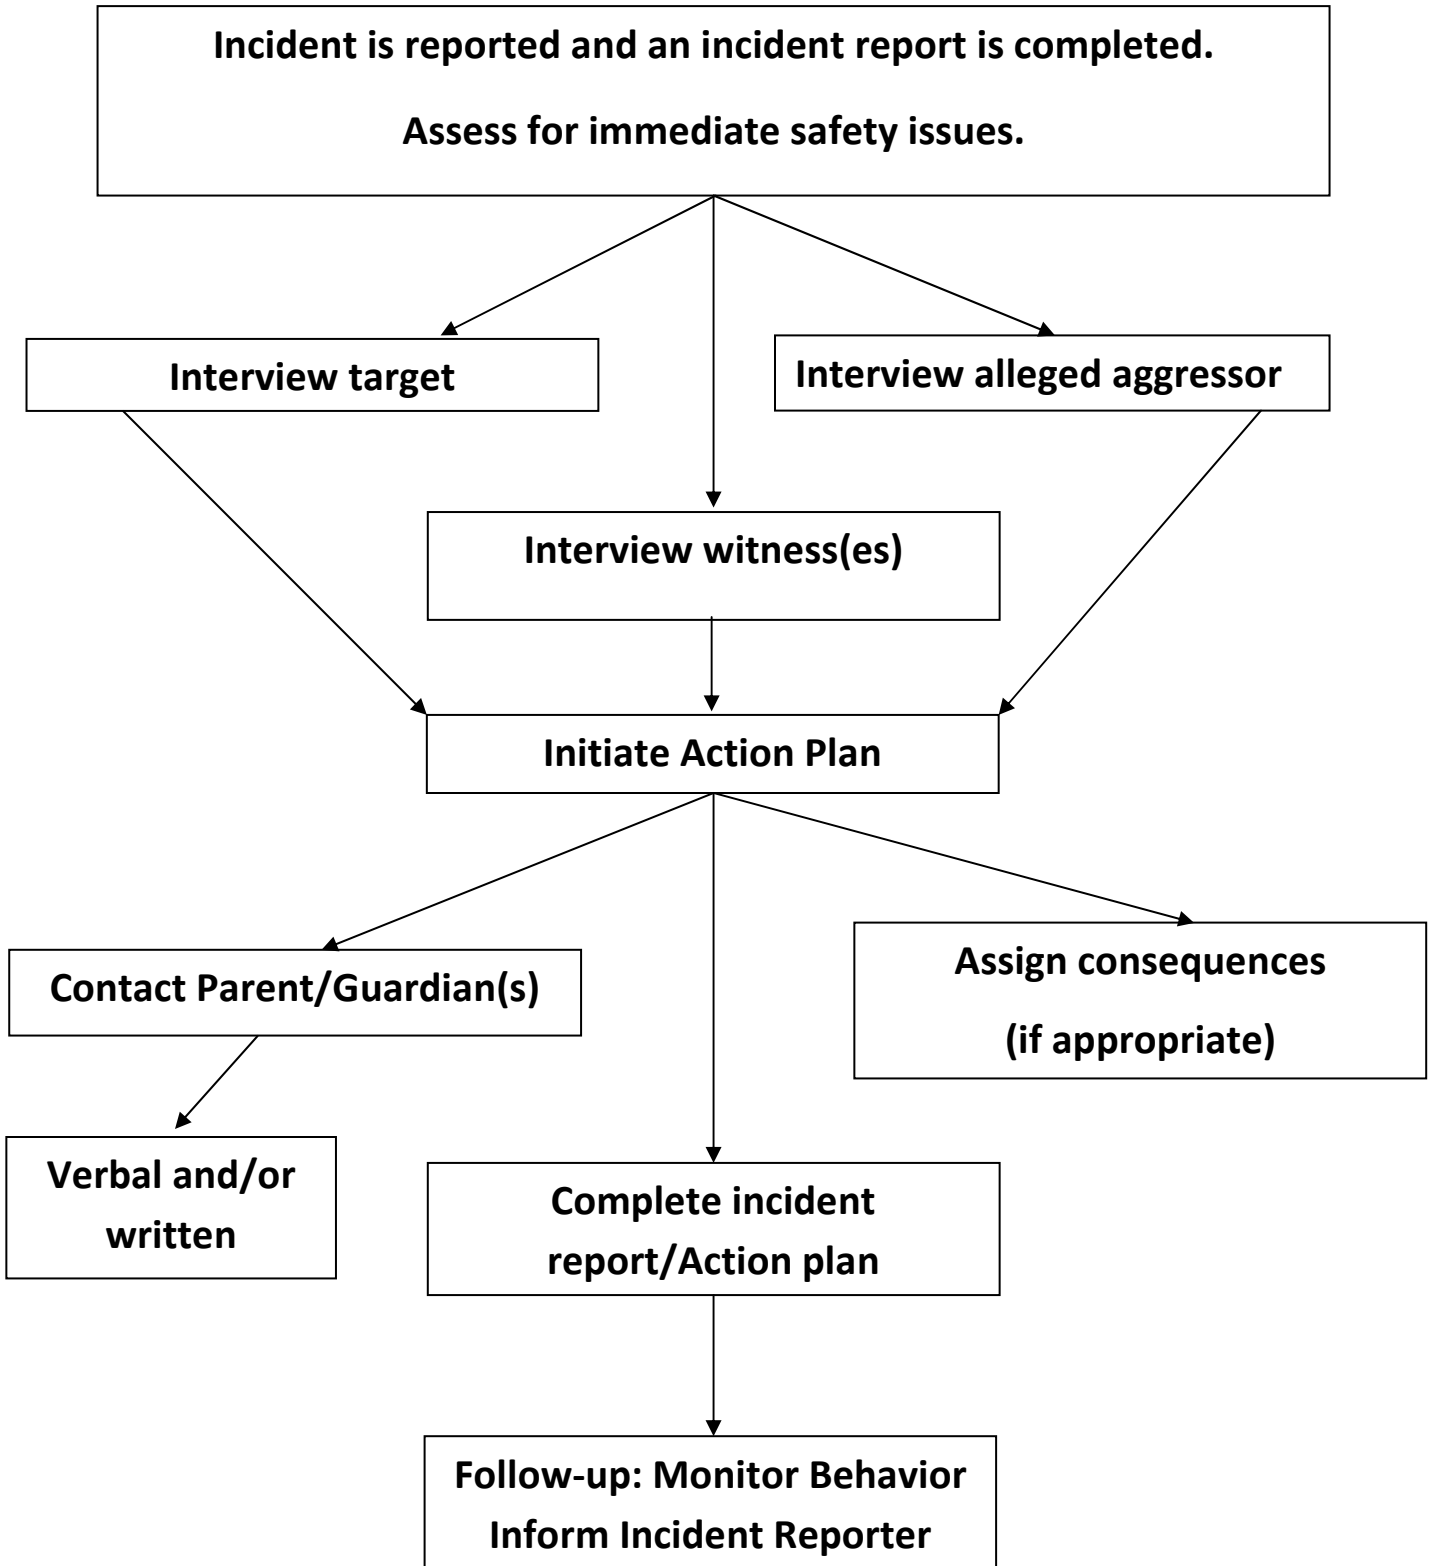 Incident is reported and an incident report is completed.
Assess for immediate safety issues.
Interview target
Interview alleged aggressor
Interview witness(es)
Initiate Action Plan
Contact Parent/Guardian(s)
Assign consequences
(if appropriate)
Verbal and/or
written
Complete incident
report/Action plan
Follow-up: Monitor Behavior
Inform Incident Reporter